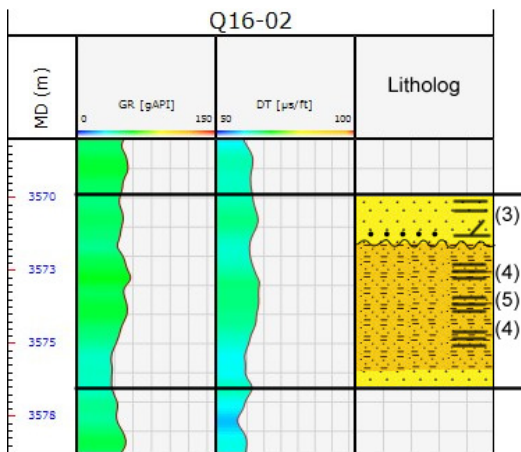 Q16-02
MD (m)
0 GR [gAPI] 150
50 DT [µs/ft] 100
Litholog
3570
(3)
3573
(4)
(5)
3575
(4)
3578